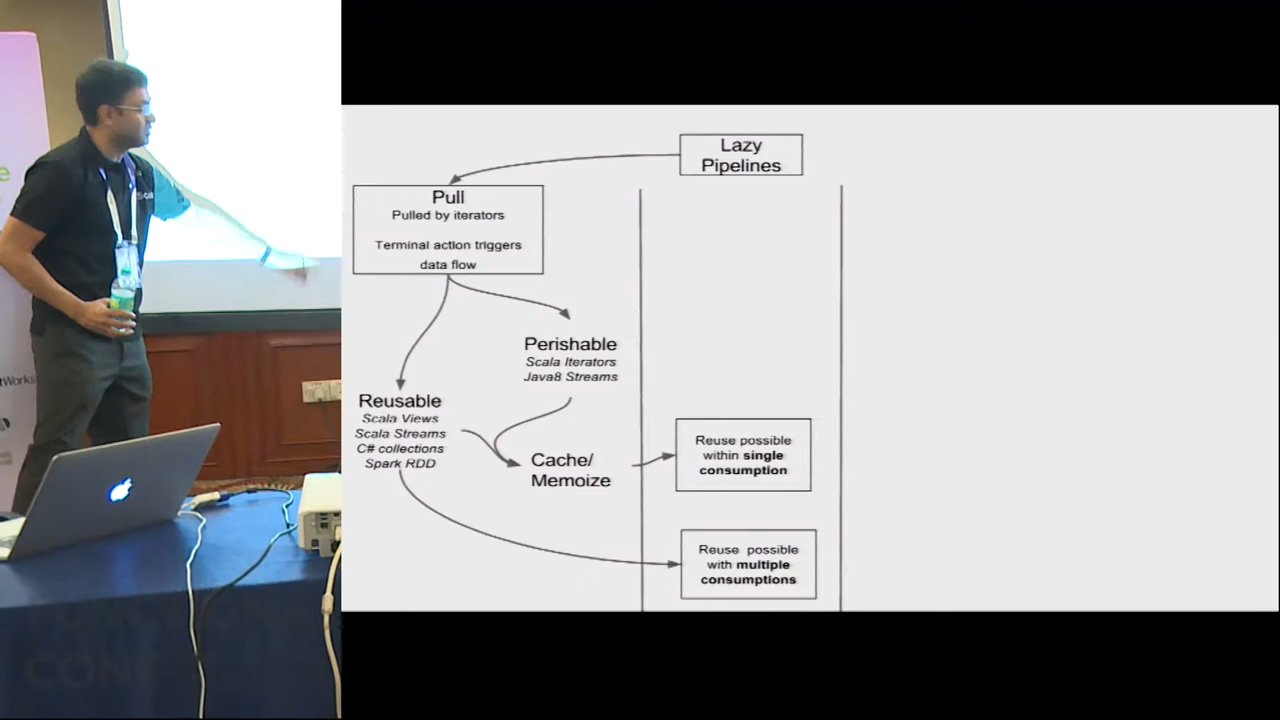 Lazy
Pipelines
Pull
Pulled by iterators
Terminal action triggers
data flow
Perishable
Scala Iterators
Java8 Streams
Reusable
Scala Views
Scala Streams
C# collections
Spark RDD
Cache/
Memoize
Reuse possible
within single
consumption
Reuse possible
with multiple
consumptions
CONF